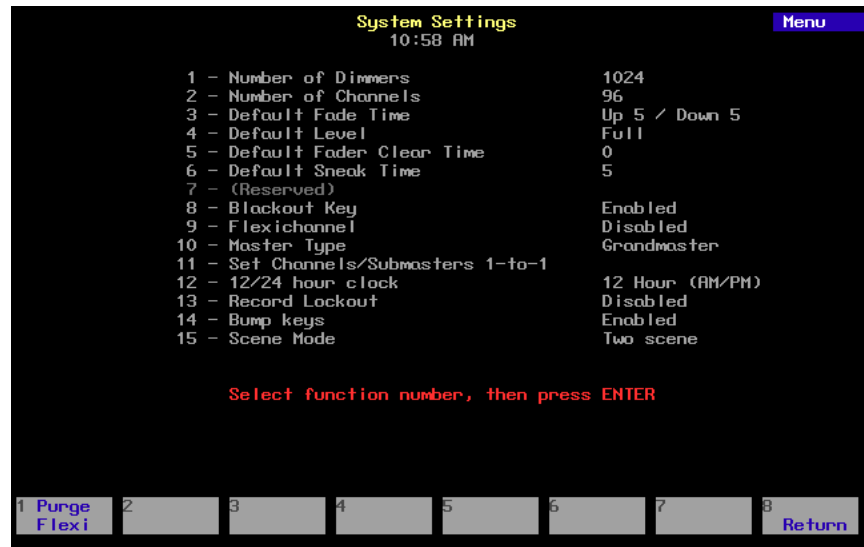 System Settings
Menu
10:58 AM
1 - Number of Dimmers 1024
2 - Number of Channels 96
3 - Default Fade Time Up 5 / Down 5
4 - Default Level Full
5 - Default Fader Clear Time 0
6 - Default Sneak Time 5
7 - (Reserved)
8 - Blackout Key Enabled
9 - Flexichannel Disabled
10 - Master Type Grandmaster
11 - Set Channels/Submasters 1-to-1
12 - 12/24 hour clock 12 Hour (AM/PM)
13 - Record Lockout Disabled
14 - Bump keys Enabled
15 - Scene Mode Two scene
Select function number, then press ENTER
1 Purge 2 3 4 5 6 7 8
Flexi Return